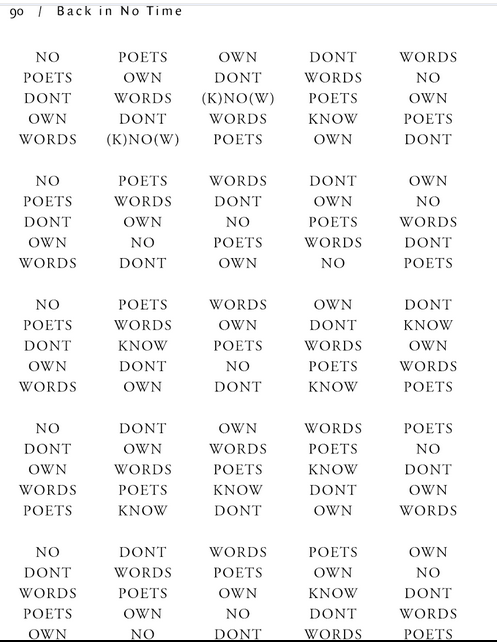 90 / Back in No Time
NO POETS OWN DONT WORDS
POETS OWN DONT WORDS NO
DONT WORDS (K)NO(W) POETS OWN
OWN DONT WORDS KNOW POETS
WORDS (K)NO(W) POETS OWN DONT
NO POETS WORDS DONT OWN
POETS WORDS DONT OWN NO
DONT OWN NO POETS WORDS
OWN NO POETS WORDS DONT
WORDS DONT OWN NO POETS
NO POETS WORDS OWN DONT
POETS WORDS OWN DONT KNOW
DONT KNOW POETS WORDS OWN
OWN DONT NO POETS WORDS
WORDS OWN DONT KNOW POETS
NO DONT OWN WORDS POETS
DONT OWN WORDS POETS NO
OWN WORDS POETS KNOW DONT
WORDS POETS KNOW DONT OWN
POETS KNOW DONT OWN WORDS
NO DONT WORDS POETS OWN
DONT WORDS POETS OWN NO
WORDS POETS OWN KNOW DONT
POETS OWN NO DONT WORDS
OWN NO DONT WORDS POETS